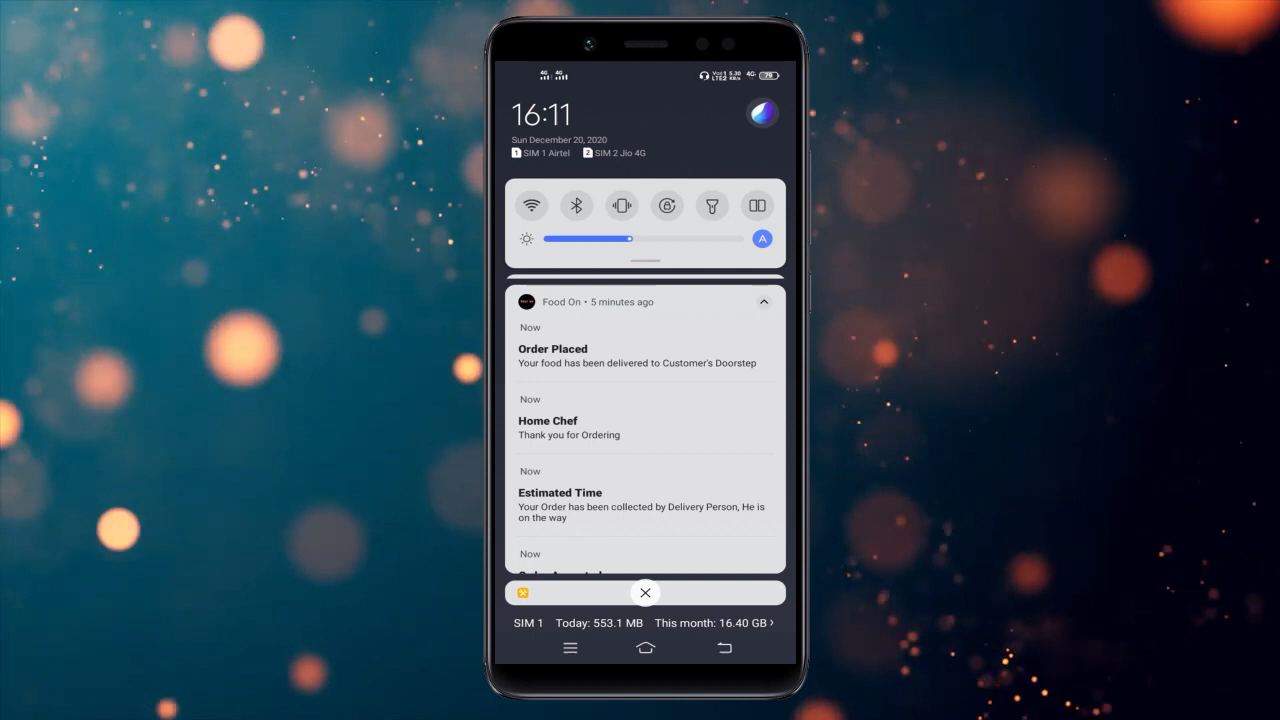 4G 4G
Vo)) 1 5.30 4G 79
LTE2 KB/s
16:11
Sun December 20, 2020
1 SIM 1 Airtel 2 SIM 2 Jio 4G
A
Food On • 5 minutes ago
Now
Order Placed
Your food has been delivered to Customer's Doorstep
Now
Home Chef
Thank you for Ordering
Now
Estimated Time
Your Order has been collected by Delivery Person, He is
on the way
Now
SIM 1 Today: 553.1 MB This month: 16.40 GB ›